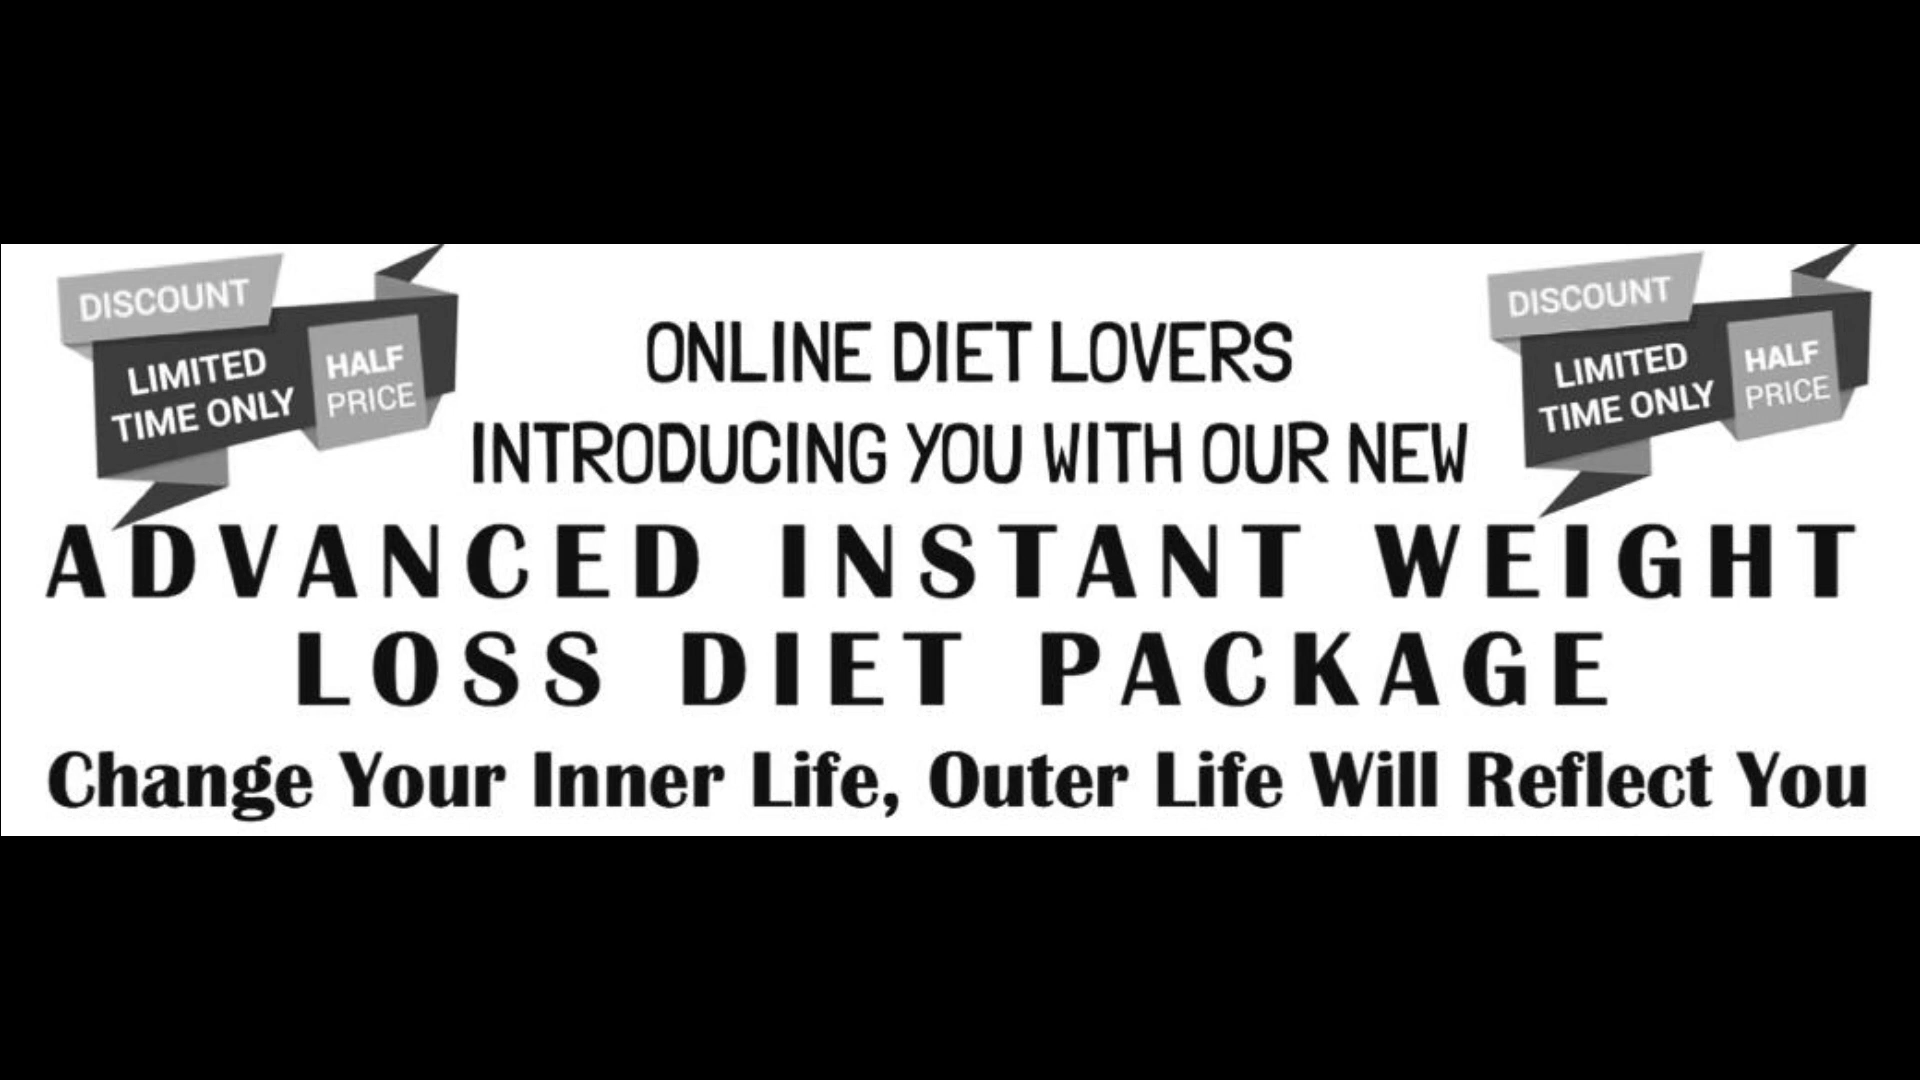 DISCOUNT
LIMITED
TIME ONLY
HALF
PRICE
DISCOUNT
LIMITED
TIME ONLY
HALF
PRICE
ONLINE DIET LOVERS
INTRODUCING YOU WITH OUR NEW
ADVANCED INSTANT WEIGHT
LOSS DIET PACKAGE
Change Your Inner Life, Outer Life Will Reflect You